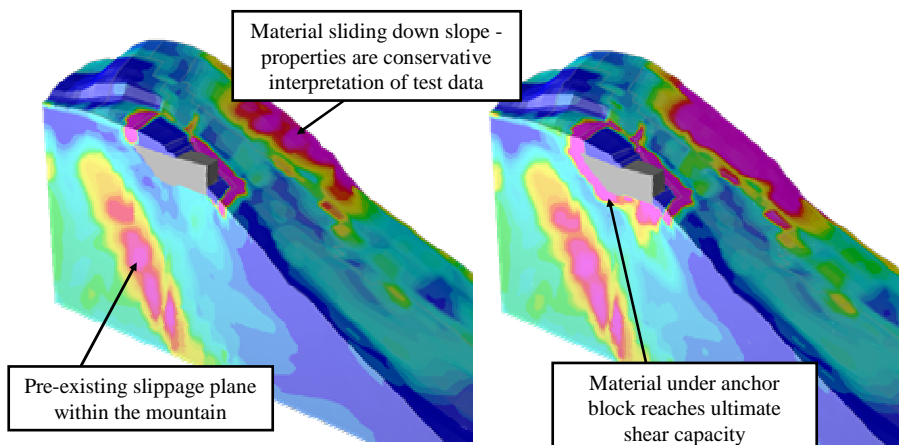 Material sliding down slope -
properties are conservative
interpretation of test data
Pre-existing slippage plane
within the mountain
Material under anchor
block reaches ultimate
shear capacity